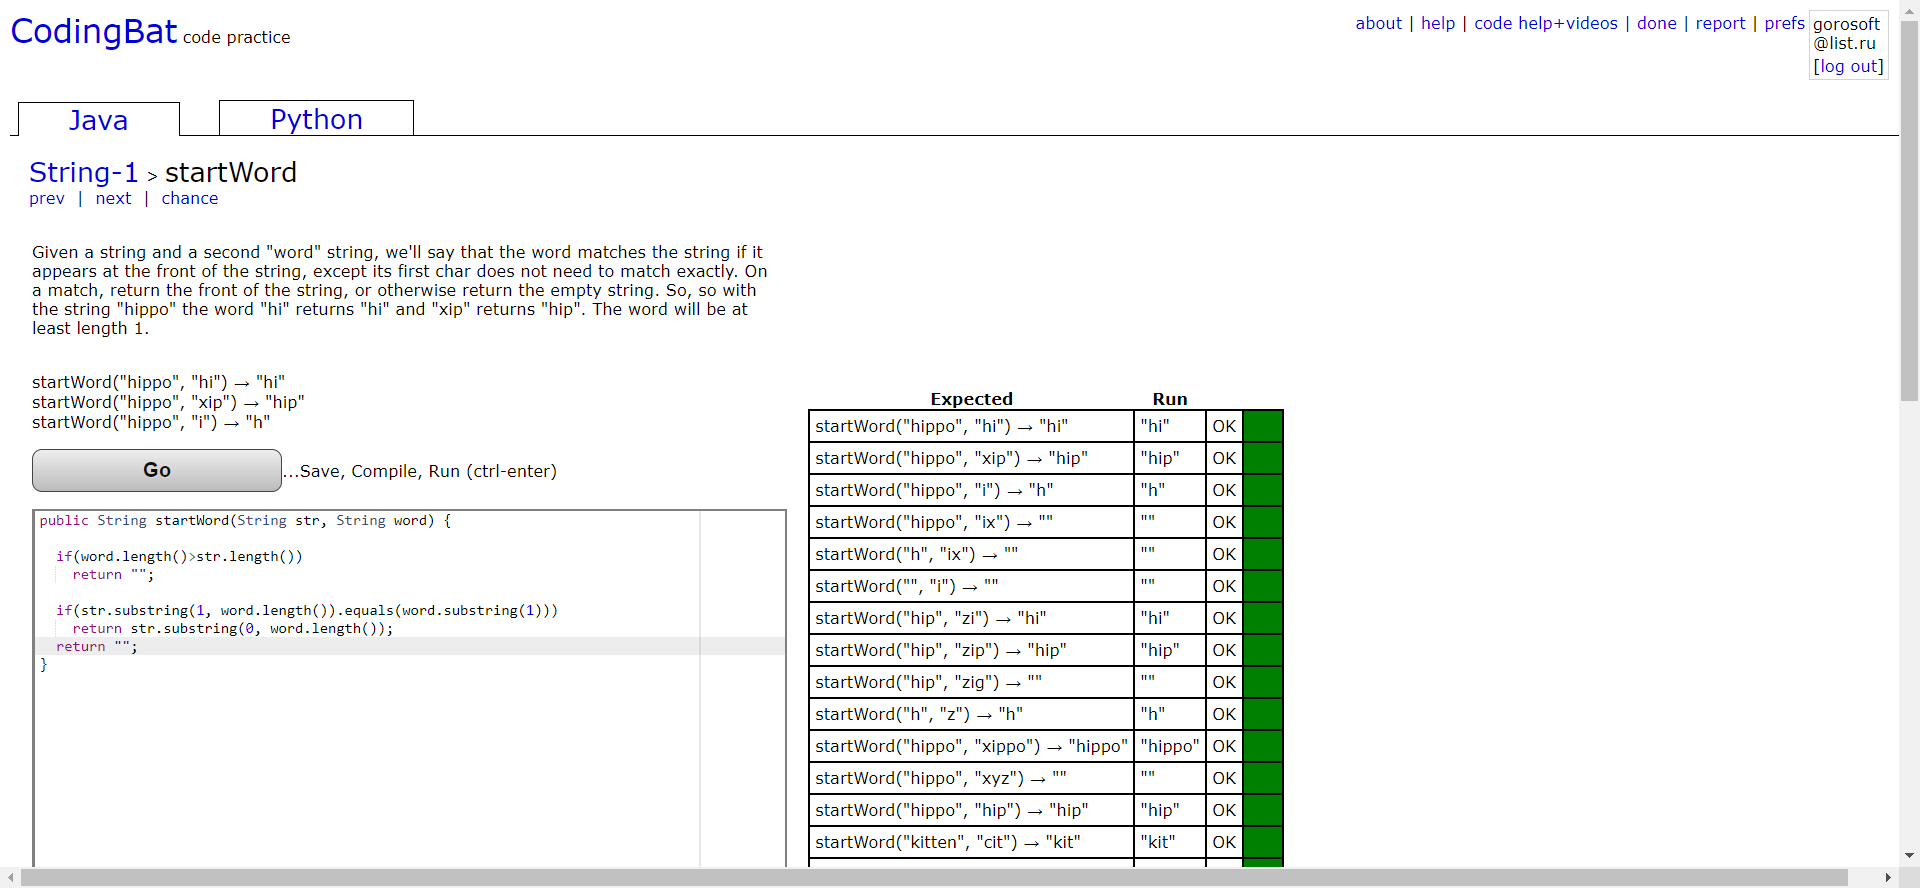 CodingBat code practice
about | help | code help+videos | done | report | prefs
gorosoft
@list.ru
[log out]
Java
Python
String-1 > startWord
prev | next | chance
Given a string and a second "word" string, we'll say that the word matches the string if it
appears at the front of the string, except its first char does not need to match exactly. On
a match, return the front of the string, or otherwise return the empty string. So, so with
the string "hippo" the word "hi" returns "hi" and "xip" returns "hip". The word will be at
least length 1.
startWord("hippo", "hi") → "hi"
startWord("hippo", "xip") → "hip"
startWord("hippo", "i") → "h"
Go
...Save, Compile, Run (ctrl-enter)
public String startWord(String str, String word) {
if(word.length()>str.length())
return "";
if(str.substring(1, word.length()).equals(word.substring(1)))
return str.substring(0, word.length());
return "";
}
Expected Run
startWord("hippo", "hi") → "hi" "hi" OK
startWord("hippo", "xip") → "hip" "hip" OK
startWord("hippo", "i") → "h" "h" OK
startWord("hippo", "ix") → "" "" OK
startWord("h", "ix") → "" "" OK
startWord("", "i") → "" "" OK
startWord("hip", "zi") → "hi" "hi" OK
startWord("hip", "zip") → "hip" "hip" OK
startWord("hip", "zig") → "" "" OK
startWord("h", "z") → "h" "h" OK
startWord("hippo", "xippo") → "hippo" "hippo" OK
startWord("hippo", "xyz") → "" "" OK
startWord("hippo", "hip") → "hip" "hip" OK
startWord("kitten", "cit") → "kit" "kit" OK